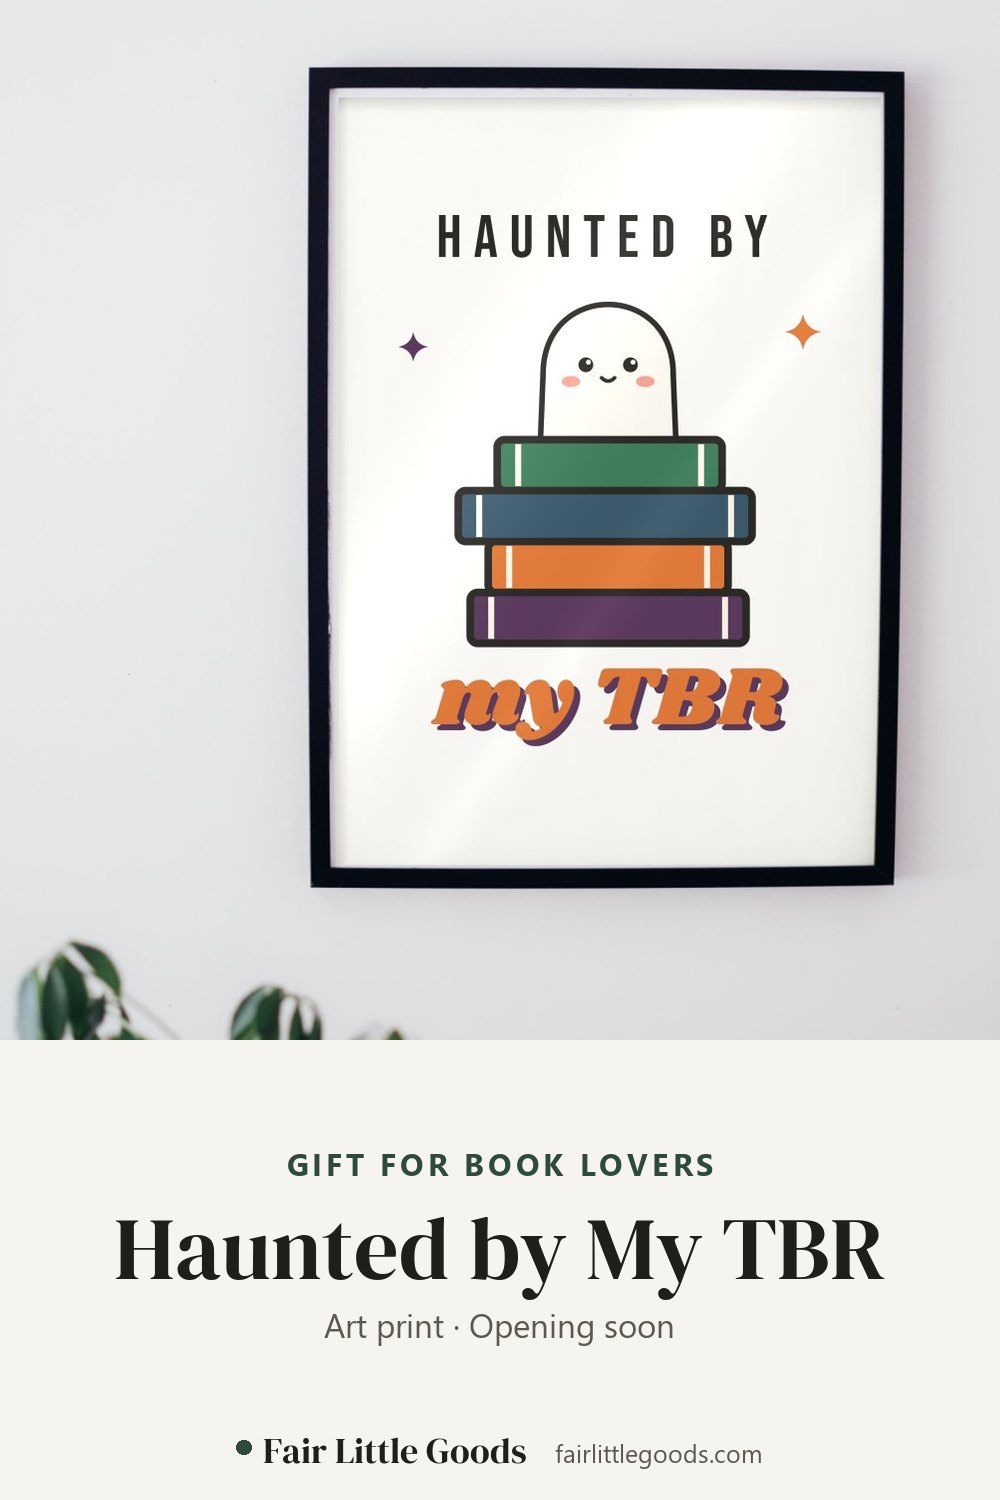 HAUNTED BY
my TBR
GIFT FOR BOOK LOVERS
Haunted by My TBR
Art print · Opening soon
Fair Little Goods fairlittlegoods.com